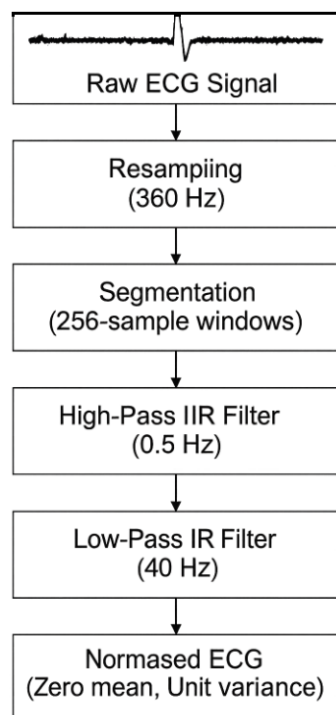 Raw ECG Signal
Resampiing
(360 Hz)
Segmentation
(256-sample windows)
High-Pass IIR Filter
(0.5 Hz)
Low-Pass IR Filter
(40 Hz)
Normased ECG
(Zero mean, Unit variance)